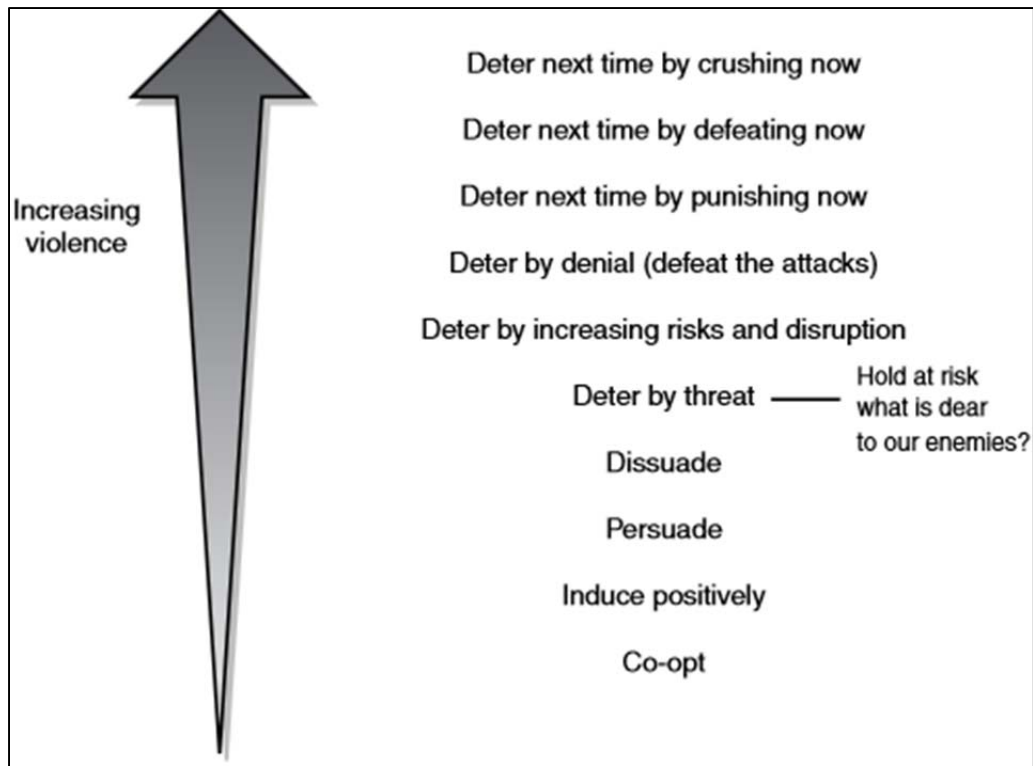 Deter next time by crushing now
Deter next time by defeating now
Deter next time by punishing now
Increasing
violence
Deter by denial (defeat the attacks)
Deter by increasing risks and disruption
Deter by threat
Hold at risk
what is dear
to our enemies?
Dissuade
Persuade
Induce positively
Co-opt